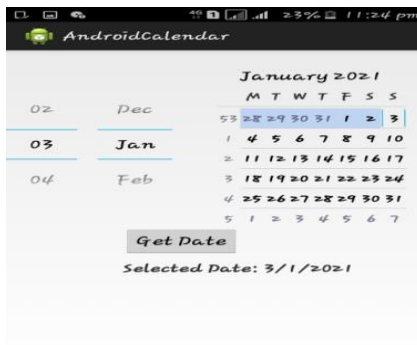 4G 1 23% 11:24 pm
AndroidCalendar
January 2021
M T W T F S S
02 Dec
53 28 29 30 31 1 2 3
03 Jan
1 4 5 6 7 8 9 10
2 11 12 13 14 15 16 17
04 Feb
3 18 19 20 21 22 23 24
4 25 26 27 28 29 30 31
5 1 2 3 4 5 6 7
Get Date
Selected Date: 3/1/2021